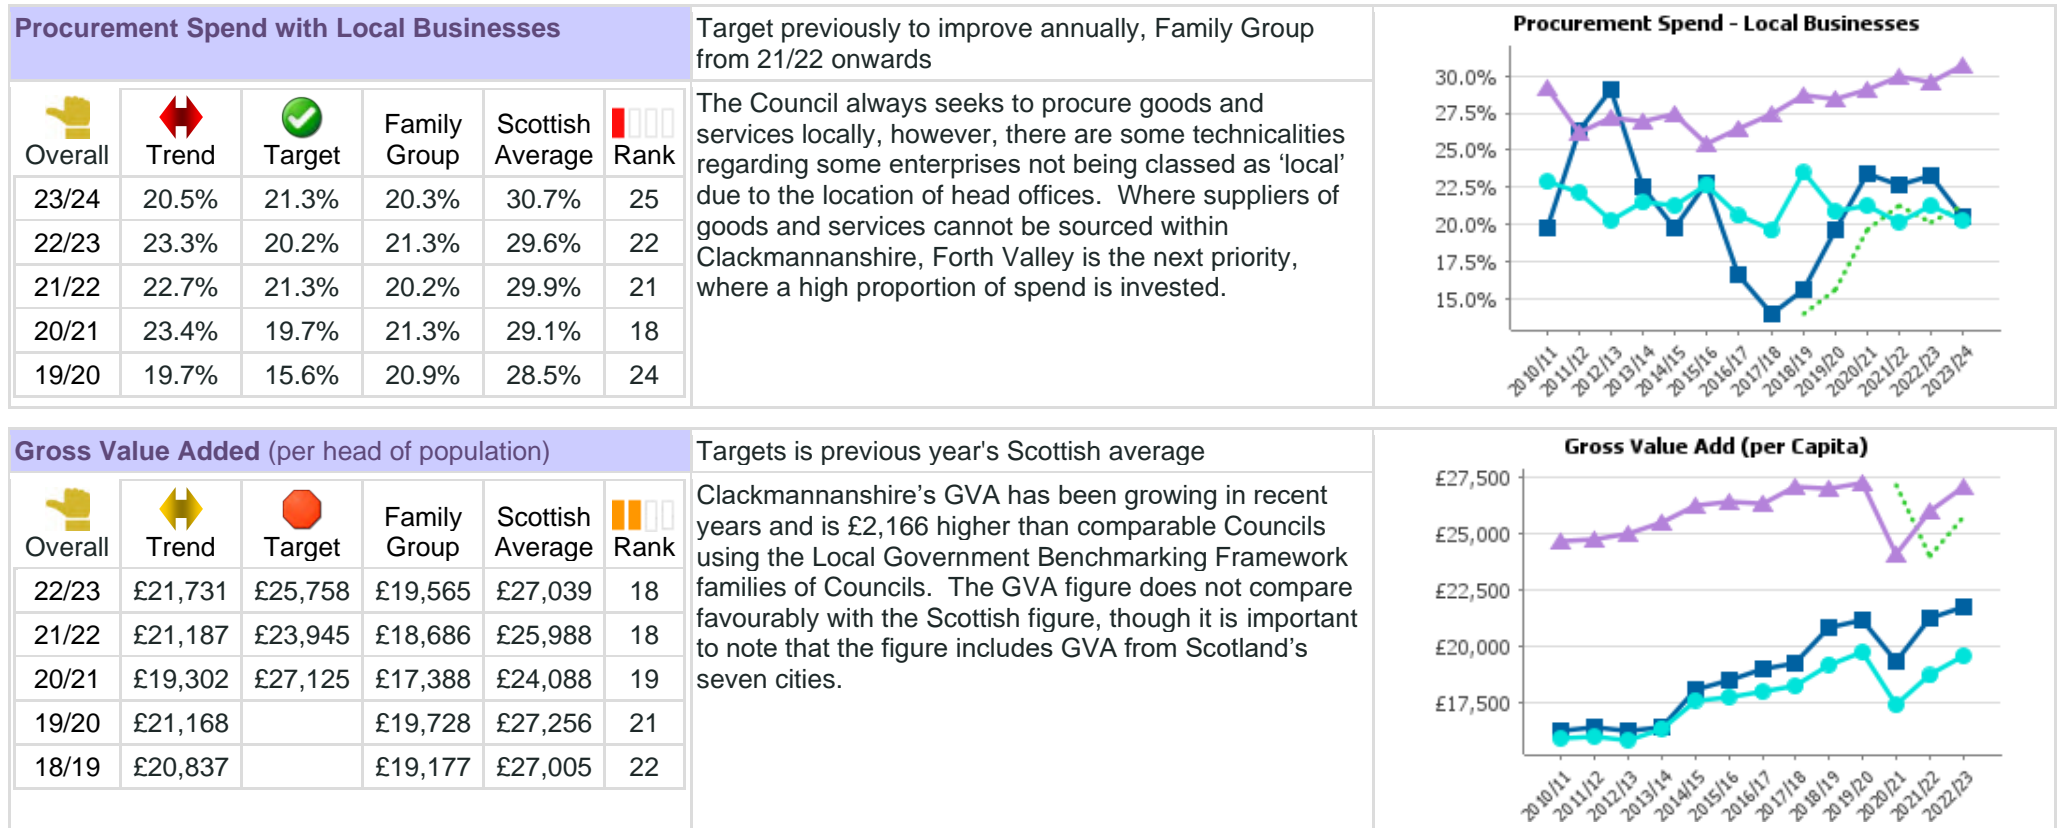 Procurement Spend with Local Businesses
Target previously to improve annually, Family Group
from 21/22 onwards
Overall Trend Target Family Group Scottish Average Rank
23/24 20.5% 21.3% 20.3% 30.7% 25
22/23 23.3% 20.2% 21.3% 29.6% 22
21/22 22.7% 21.3% 20.2% 29.9% 21
20/21 23.4% 19.7% 21.3% 29.1% 18
19/20 19.7% 15.6% 20.9% 28.5% 24
The Council always seeks to procure goods and
services locally, however, there are some technicalities
regarding some enterprises not being classed as ‘local’
due to the location of head offices.  Where suppliers of
goods and services cannot be sourced within
Clackmannanshire, Forth Valley is the next priority,
where a high proportion of spend is invested.
Procurement Spend - Local Businesses
30.0%
27.5%
25.0%
22.5%
20.0%
17.5%
15.0%
2010/11 2011/12 2012/13 2013/14 2014/15 2015/16 2016/17 2017/18 2018/19 2019/20 2020/21 2021/22 2022/23 2023/24
Gross Value Added (per head of population)
Targets is previous year's Scottish average
Overall Trend Target Family Group Scottish Average Rank
22/23 £21,731 £25,758 £19,565 £27,039 18
21/22 £21,187 £23,945 £18,686 £25,988 18
20/21 £19,302 £27,125 £17,388 £24,088 19
19/20 £21,168 £19,728 £27,256 21
18/19 £20,837 £19,177 £27,005 22
Clackmannanshire’s GVA has been growing in recent
years and is £2,166 higher than comparable Councils
using the Local Government Benchmarking Framework
families of Councils.  The GVA figure does not compare
favourably with the Scottish figure, though it is important
to note that the figure includes GVA from Scotland’s
seven cities.
Gross Value Add (per Capita)
£27,500
£25,000
£22,500
£20,000
£17,500
2010/11 2011/12 2012/13 2013/14 2014/15 2015/16 2016/17 2017/18 2018/19 2019/20 2020/21 2021/22 2022/23